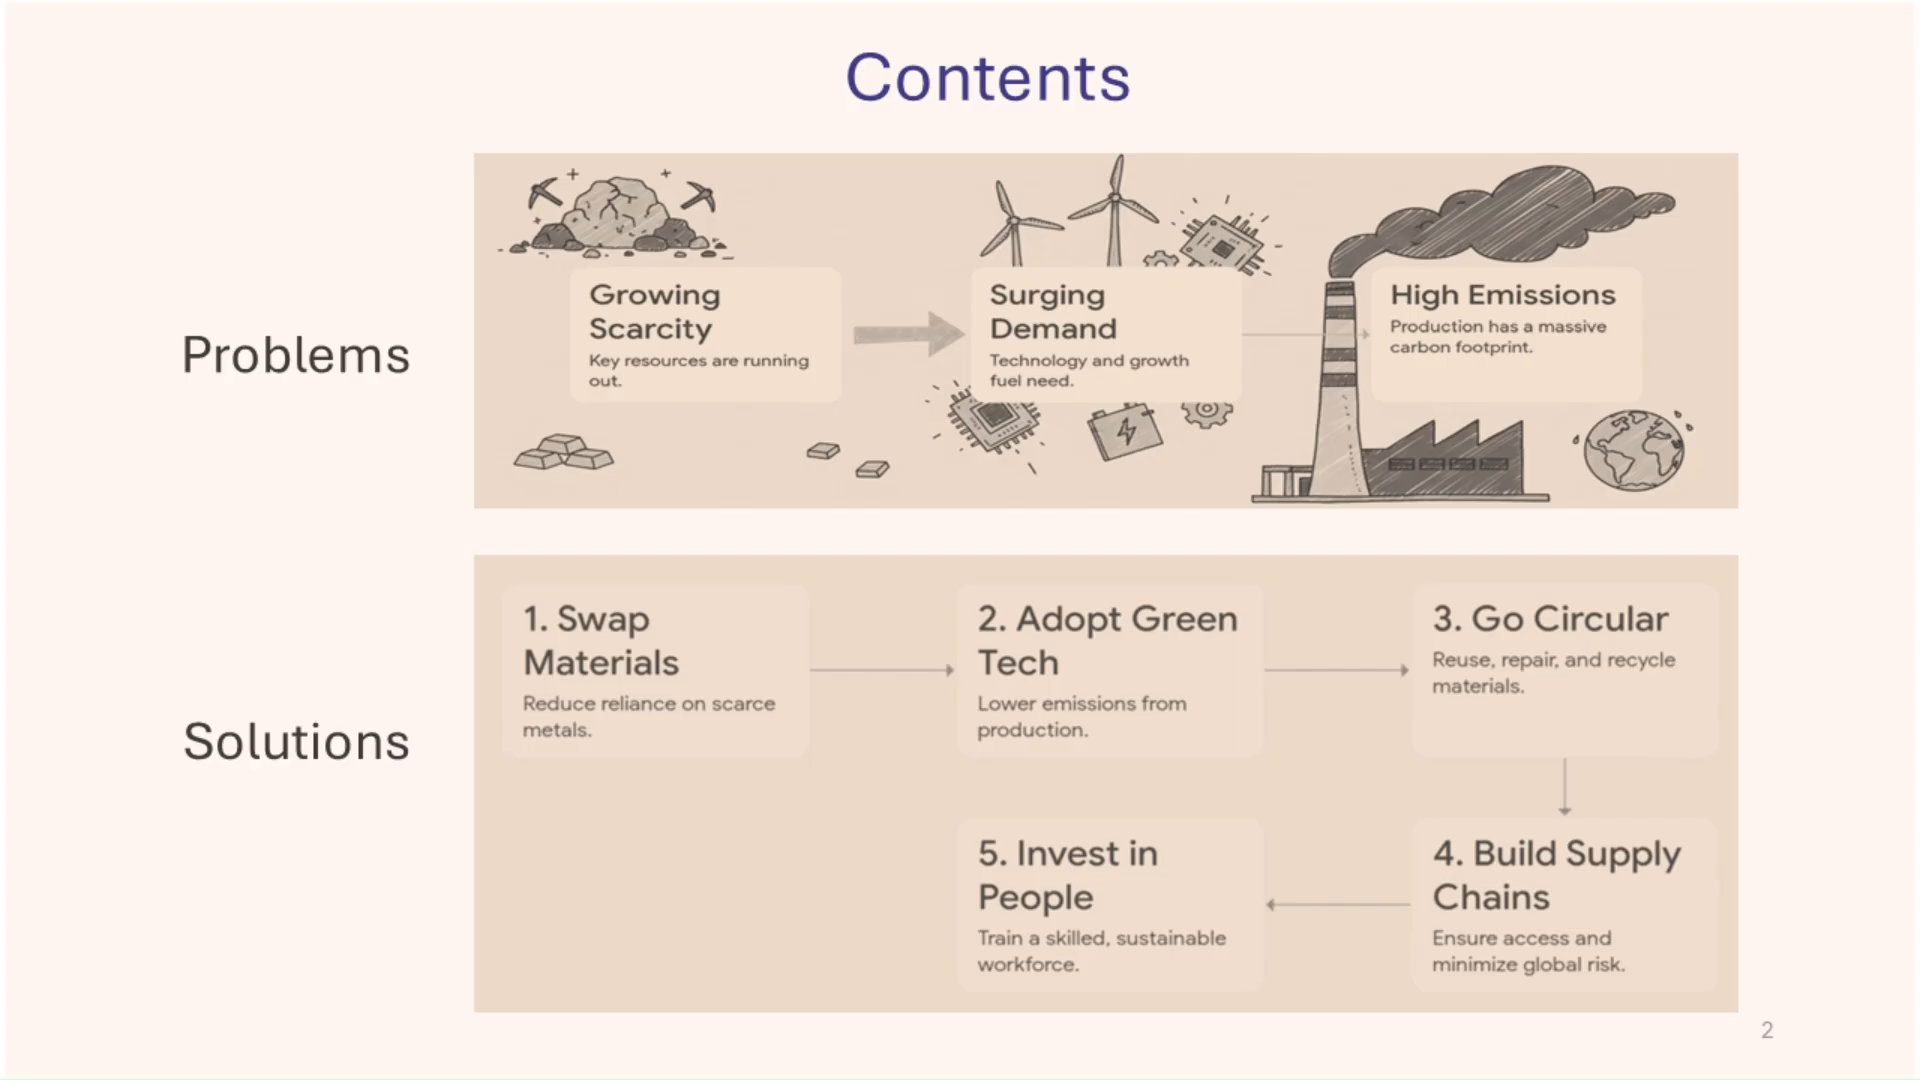 Contents
Problems
Growing
Scarcity
Key resources are running
out.
Surging
Demand
Technology and growth
fuel need.
High Emissions
Production has a massive
carbon footprint.
Solutions
1. Swap
Materials
Reduce reliance on scarce
metals.
2. Adopt Green
Tech
Lower emissions from
production.
3. Go Circular
Reuse, repair, and recycle
materials.
4. Build Supply
Chains
Ensure access and
minimize global risk.
5. Invest in
People
Train a skilled, sustainable
workforce.
2